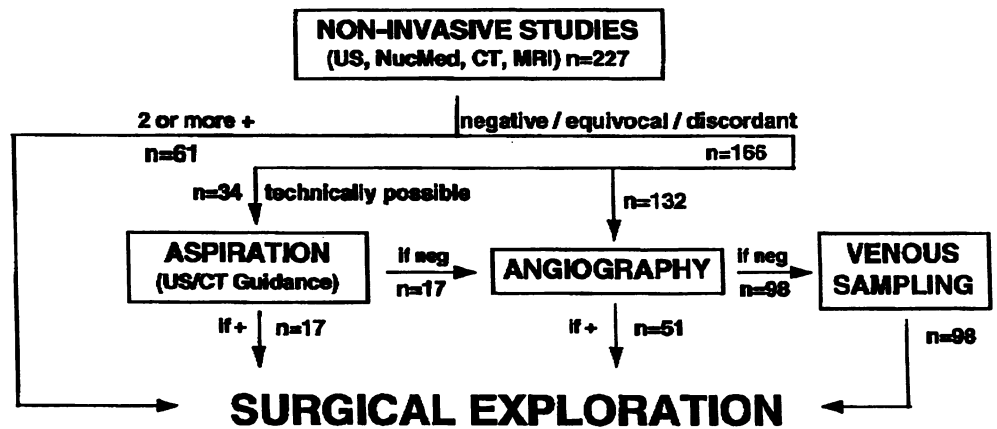 NON-INVASIVE STUDIES
(US, NucMed, CT, MRI) n=227
2 or more +
negative / equivocal / discordant
n=61
n=166
n=34 technically possible
n=132
ASPIRATION
(US/CT Guidance)
if neg
n=17
ANGIOGRAPHY
if neg
n=98
VENOUS
SAMPLING
if + n=17
if + n=51
n=98
SURGICAL EXPLORATION